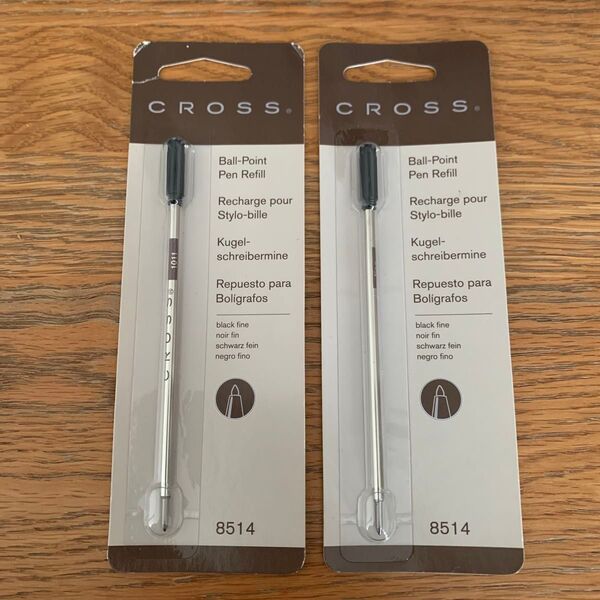 CROSS®
Ball-Point
Pen Refill
Recharge pour
Stylo-bille
Kugel-
schreibermine
Repuesto para
Bolígrafos
black fine
noir fin
schwarz fein
negro fino
8514
1011
CROSS®
CROSS®
Ball-Point
Pen Refill
Recharge pour
Stylo-bille
Kugel-
schreibermine
Repuesto para
Bolígrafos
black fine
noir fin
schwarz fein
negro fino
8514